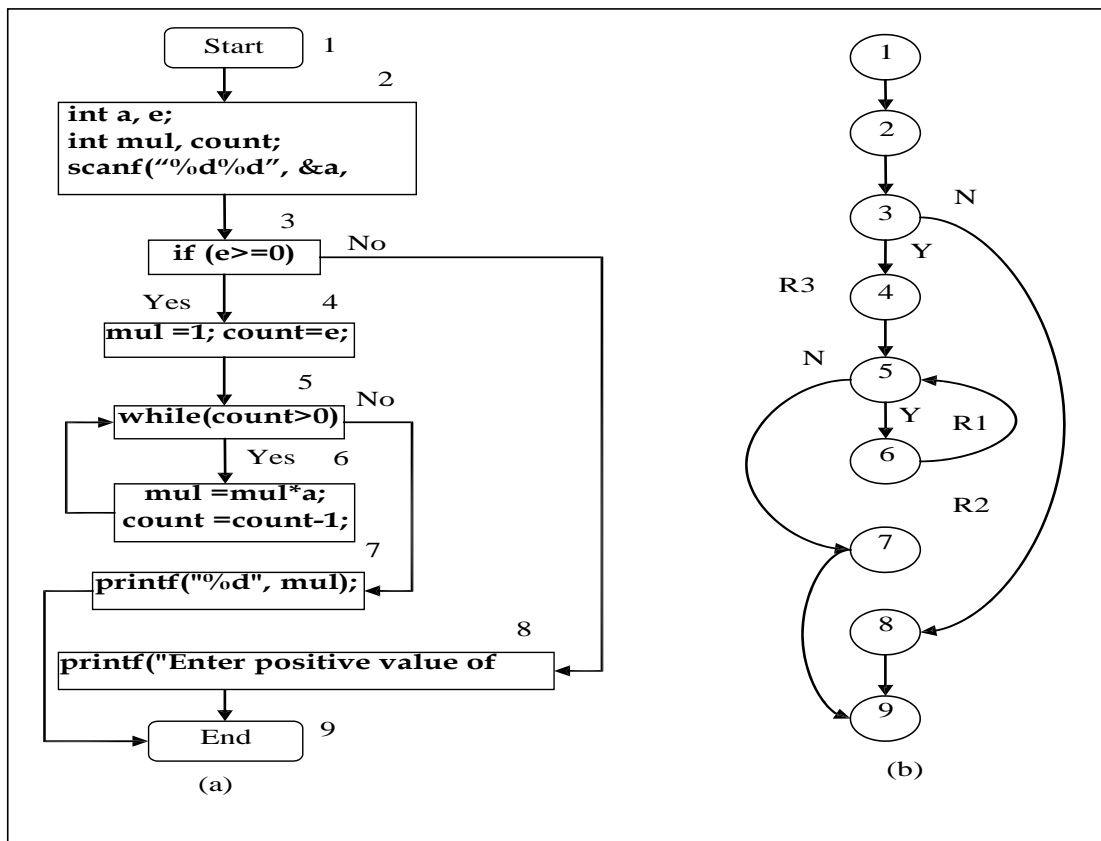 Start
1
2
int a, e;
int mul, count;
scanf(“%d%d”, &a,
3
if (e>=0)
No
Yes
4
mul =1; count=e;
5
while(count>0)
No
Yes
6
mul =mul*a;
count =count-1;
7
printf("%d", mul);
8
printf("Enter positive value of
End
9
(a)
1
2
3
N
Y
R3
4
N
5
Y
R1
6
R2
7
8
9
(b)